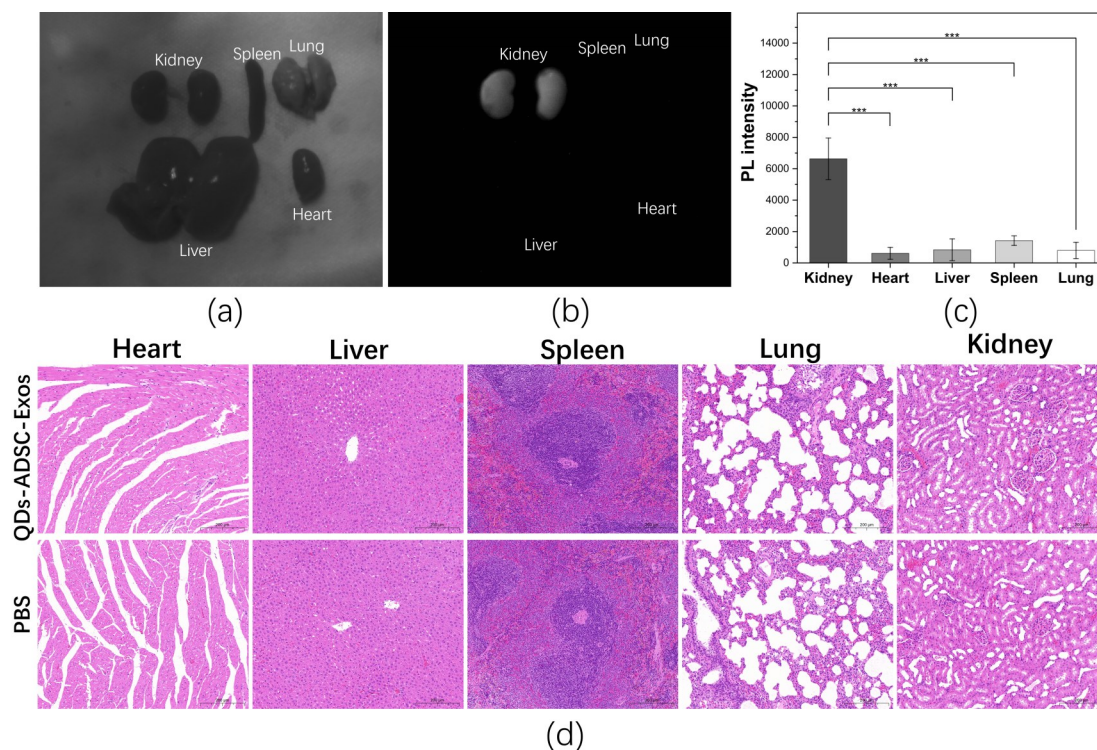 Kidney
Spleen
Lung
Heart
Liver
(a)
Kidney
Spleen
Lung
Heart
Liver
(b)
PL intensity
14000
12000
10000
8000
6000
4000
2000
0
***
***
***
***
Kidney Heart Liver Spleen Lung
(c)
Heart Liver Spleen Lung Kidney
QDs-ADSC-Exos
PBS
(d)